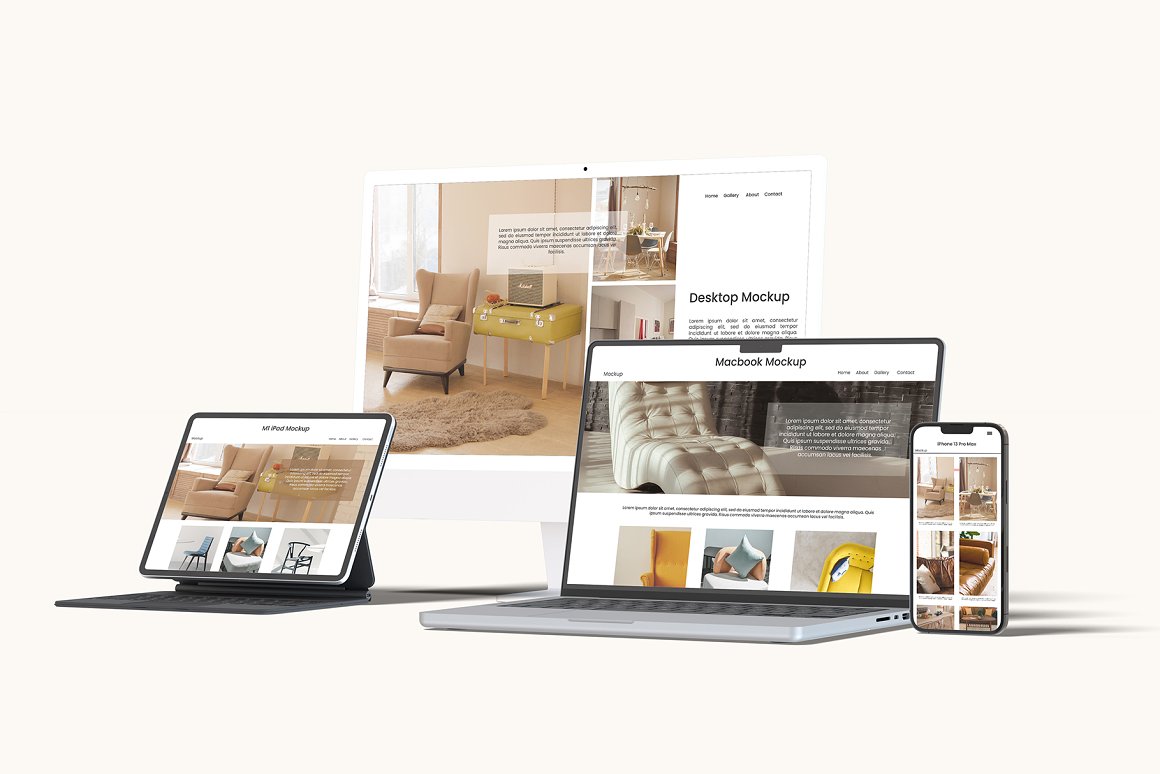 Home Gallery About Contact
Lorem ipsum dolor sit amet, consectetur adipiscing elit,
sed do eiusmod tempor incididunt ut labore et dolore
magna aliqua. Quis ipsum suspendisse ultrices gravida.
Risus commodo viverra maecenas accumsan lacus vel
facilisis.
Marshall
Desktop Mockup
Lorem ipsum dolor sit amet, consectetur
adipiscing elit, sed do eiusmod tempor
incididunt ut labore et dolore magna aliqua.
Macbook Mockup
Mockup
Home About Gallery Contact
Lorem ipsum dolor sit amet, consectetur
adipiscing elit, sed do eiusmod tempor
incididunt ut labore et dolore magna aliqua.
Quis ipsum suspendisse ultrices gravida.
Risus commodo viverra maecenas
accumsan lacus vel facilisis.
Lorem ipsum dolor sit amet, consectetur adipiscing elit, sed do eiusmod tempor incididunt ut labore et dolore magna aliqua. Quis
ipsum suspendisse ultrices gravida. Risus commodo viverra maecenas accumsan lacus vel facilisis.
M1 iPad Mockup
Mockup
Home About Gallery Contact
iPhone 13 Pro Max
Mockup